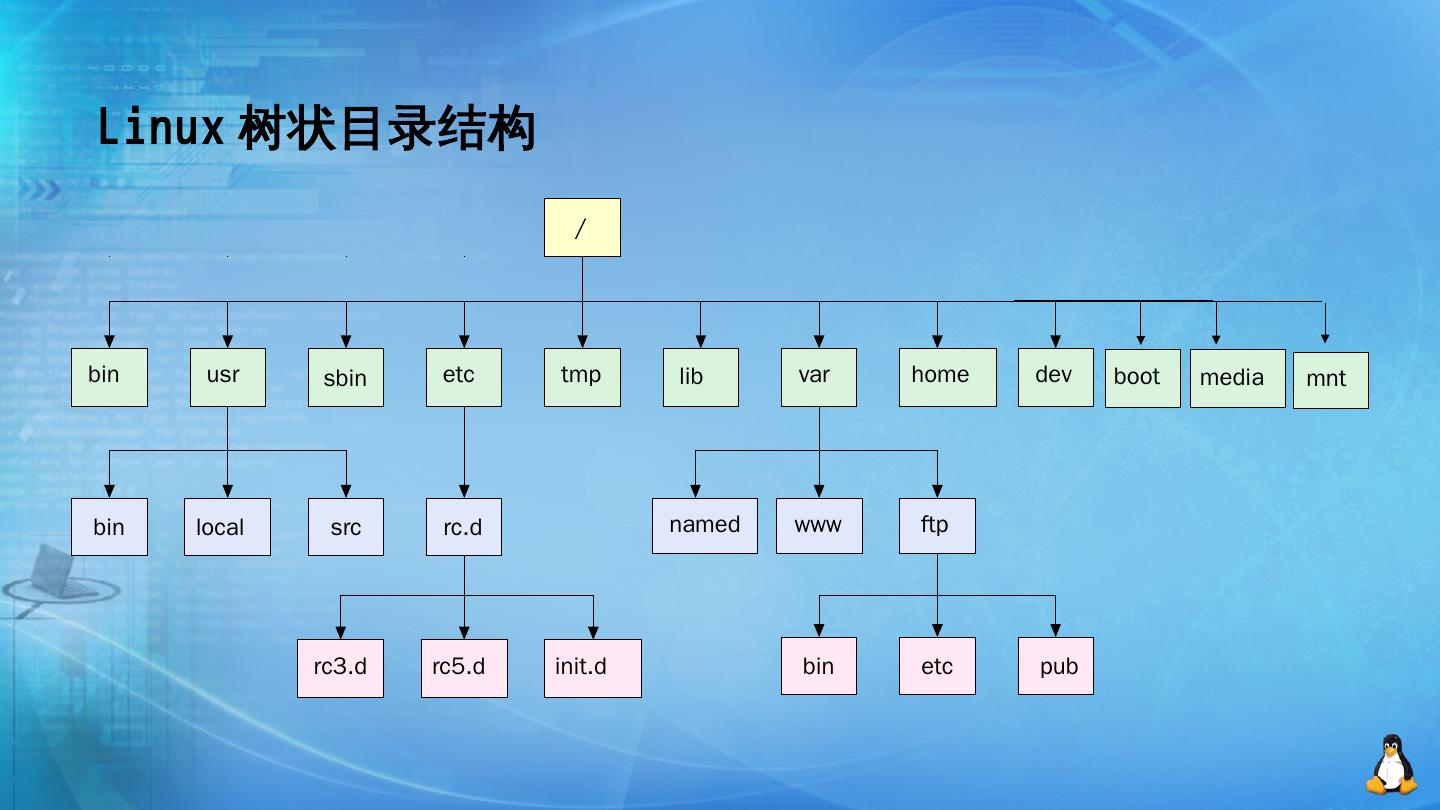 Linux 树状目录结构
/
bin usr sbin etc tmp lib var home dev boot media mnt
bin local src rc.d named www ftp
rc3.d rc5.d init.d bin etc pub